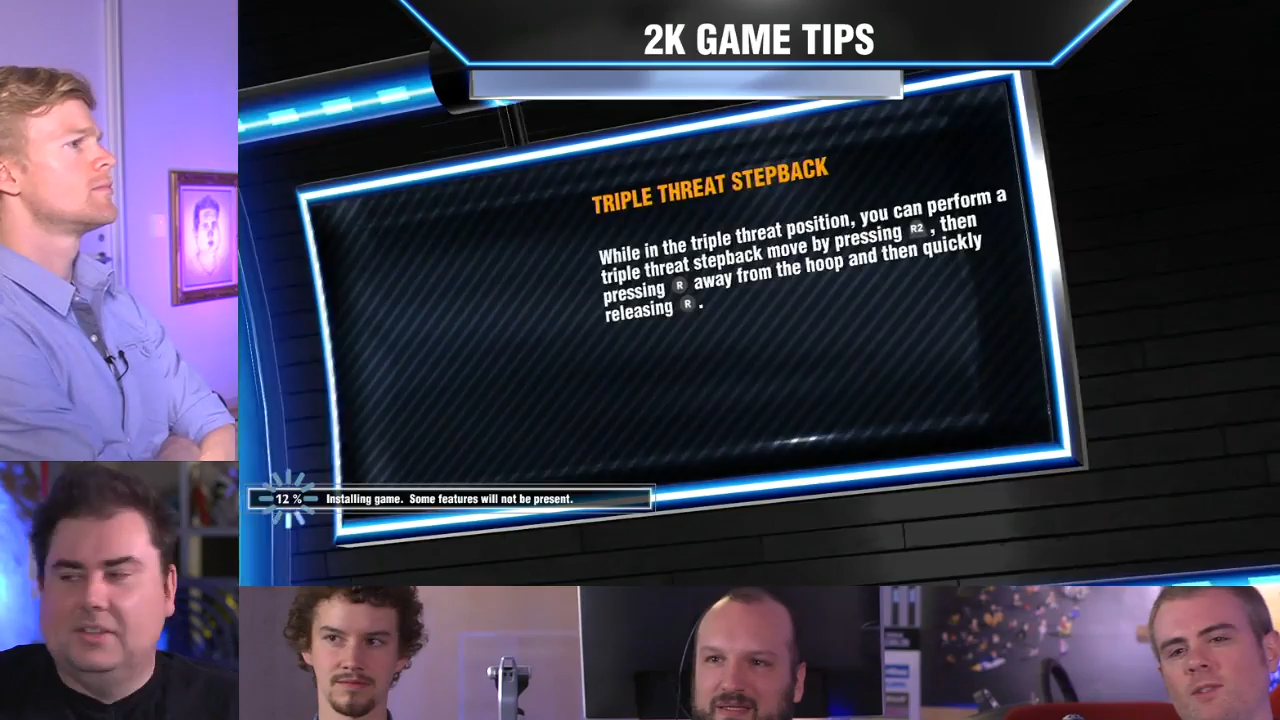 2K GAME TIPS
TRIPLE THREAT STEPBACK
While in the triple threat position, you can perform a
triple threat stepback move by pressing R2 , then
pressing R away from the hoop and then quickly
releasing R .
12 % Installing game. Some features will not be present.